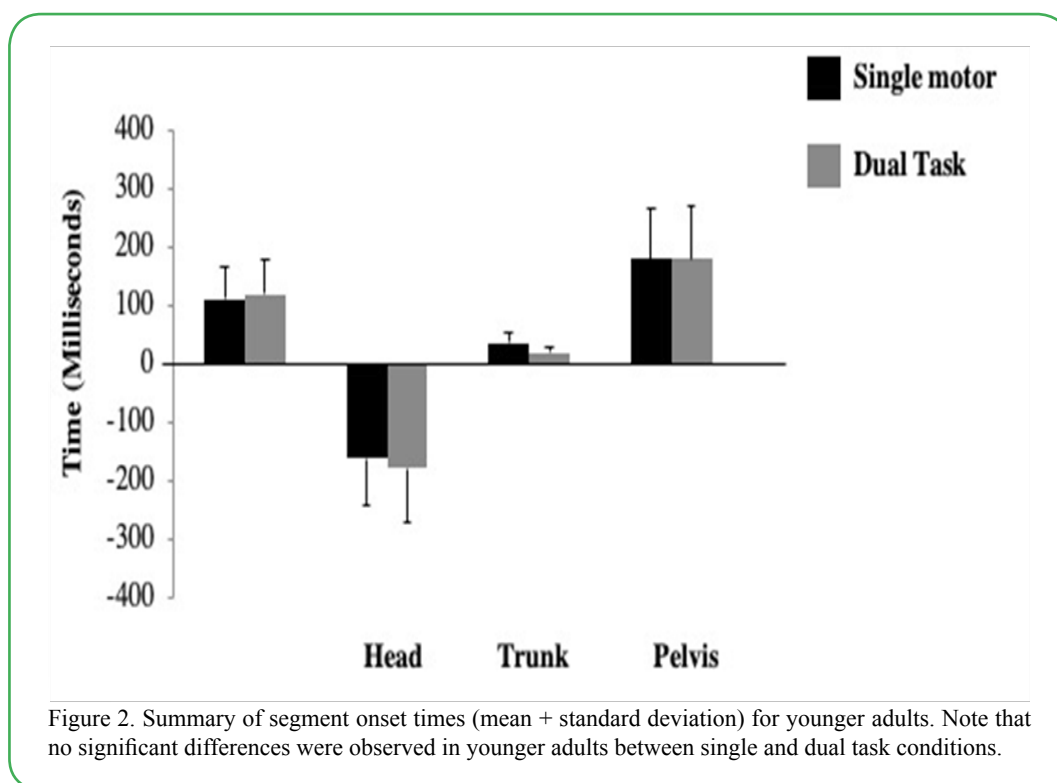 Single motor
Dual Task
Time (Milliseconds)
400
300
200
100
0
-100
-200
-300
-400
Head Trunk Pelvis
Figure 2. Summary of segment onset times (mean + standard deviation) for younger adults. Note that
no significant differences were observed in younger adults between single and dual task conditions.